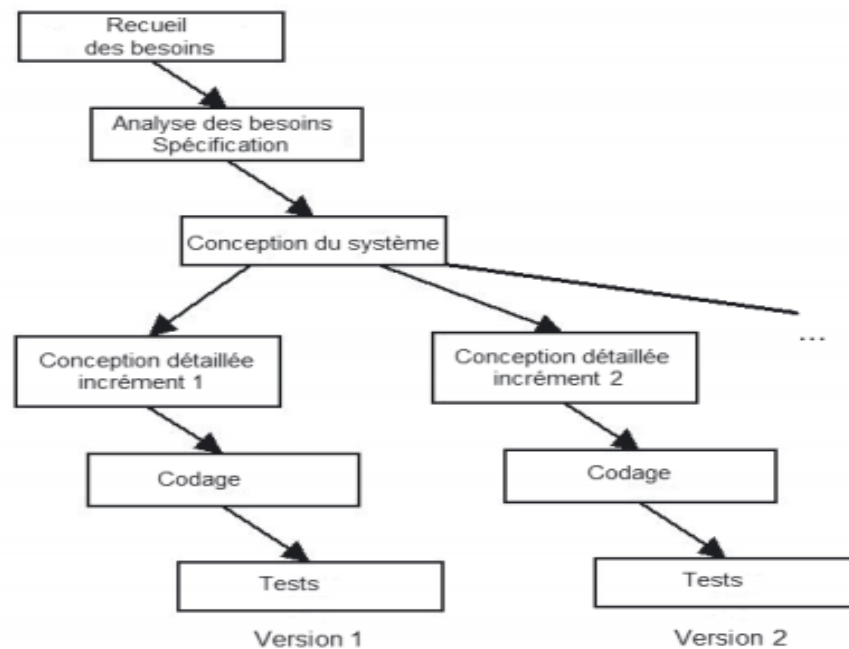 Recueil
des besoins
Analyse des besoins
Spécification
Conception du système
...
Conception détaillée
incrément 1
Conception détaillée
incrément 2
Codage
Codage
Tests
Tests
Version 1
Version 2